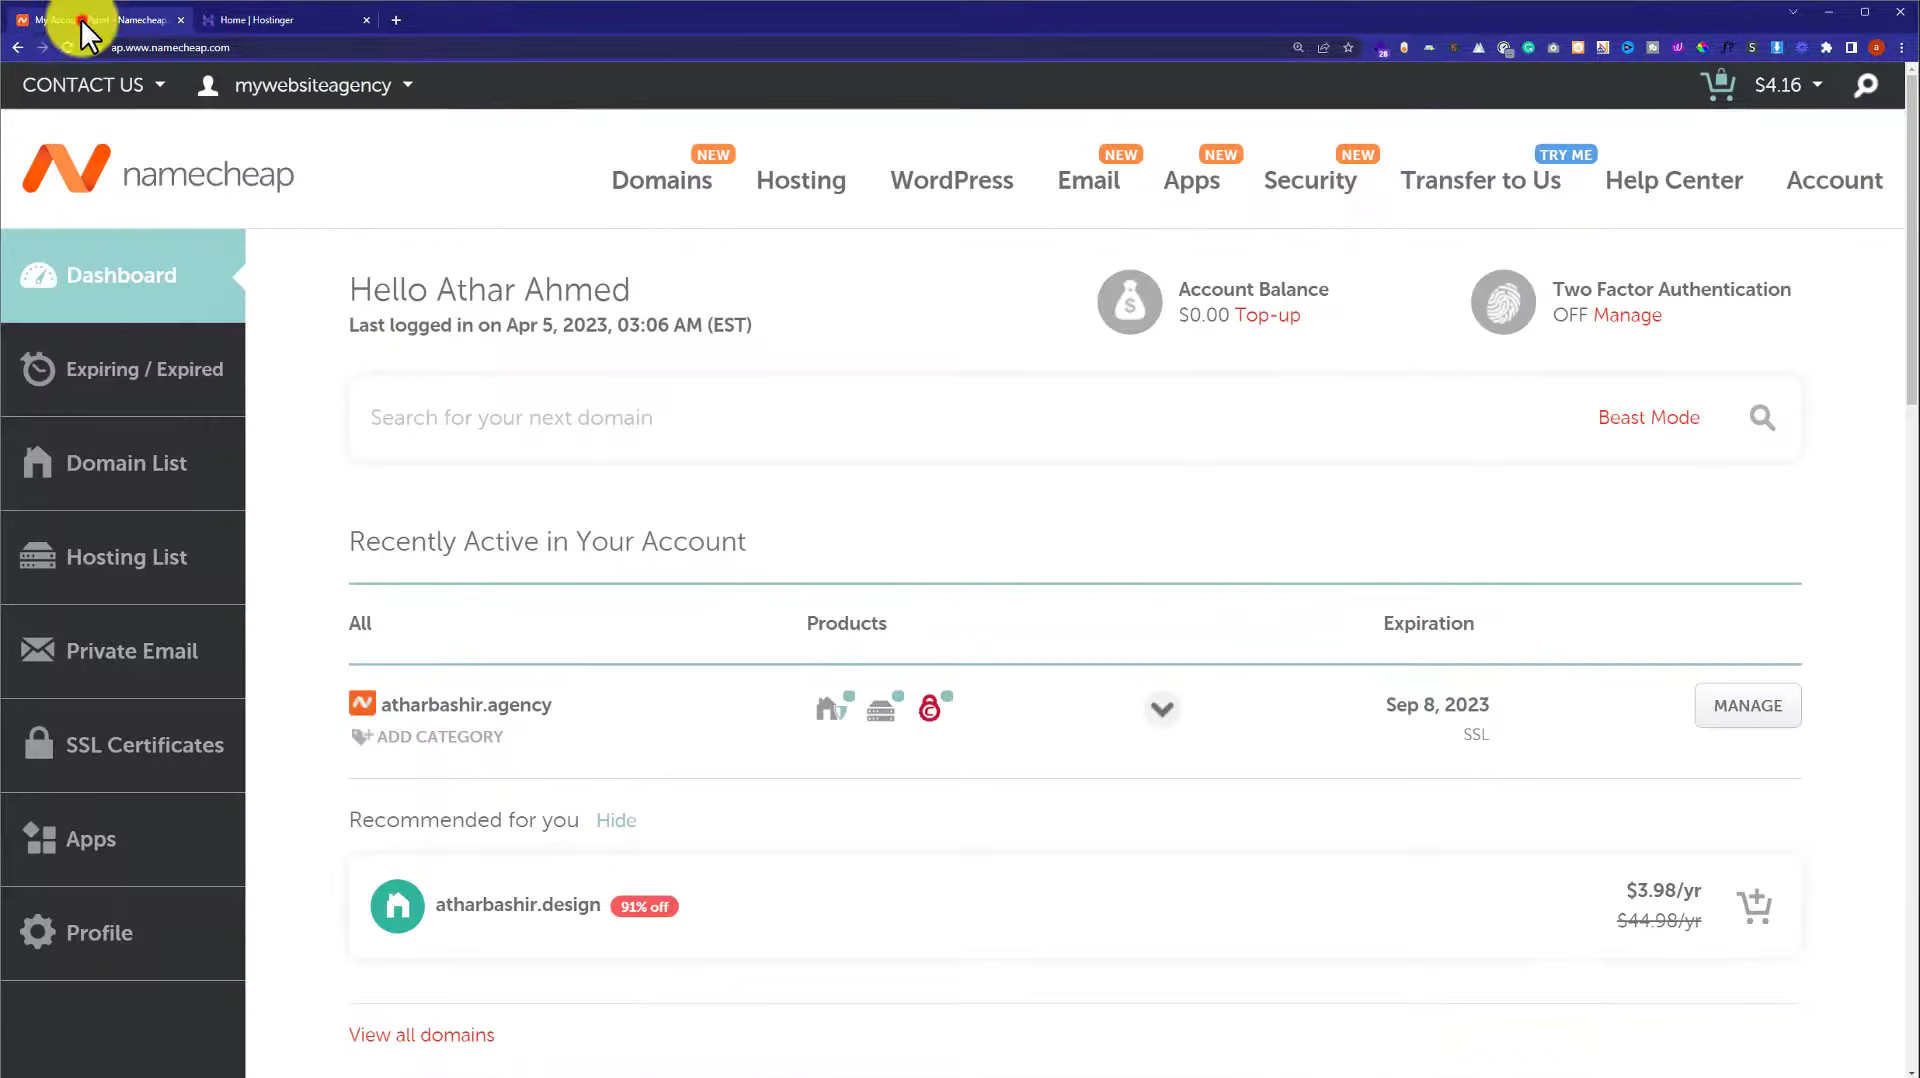 Namecheap
Home | Hostinger
ap.www.namecheap.com
28
CONTACT US
mywebsiteagency
$4.16
namecheap
NEW
NEW
NEW
NEW
TRY ME
Domains
Hosting
WordPress
Email
Apps
Security
Transfer to Us
Help Center
Account
Dashboard
Expiring / Expired
Domain List
Hosting List
Private Email
SSL Certificates
Apps
Profile
Hello Athar Ahmed
Last logged in on Apr 5, 2023, 03:06 AM (EST)
Account Balance
$0.00 Top-up
Two Factor Authentication
OFF Manage
Search for your next domain
Beast Mode
Recently Active in Your Account
All
Products
Expiration
atharbashir.agency
ADD CATEGORY
Sep 8, 2023
SSL
MANAGE
Recommended for you Hide
atharbashir.design 91% off
$3.98/yr
$44.98/yr
View all domains